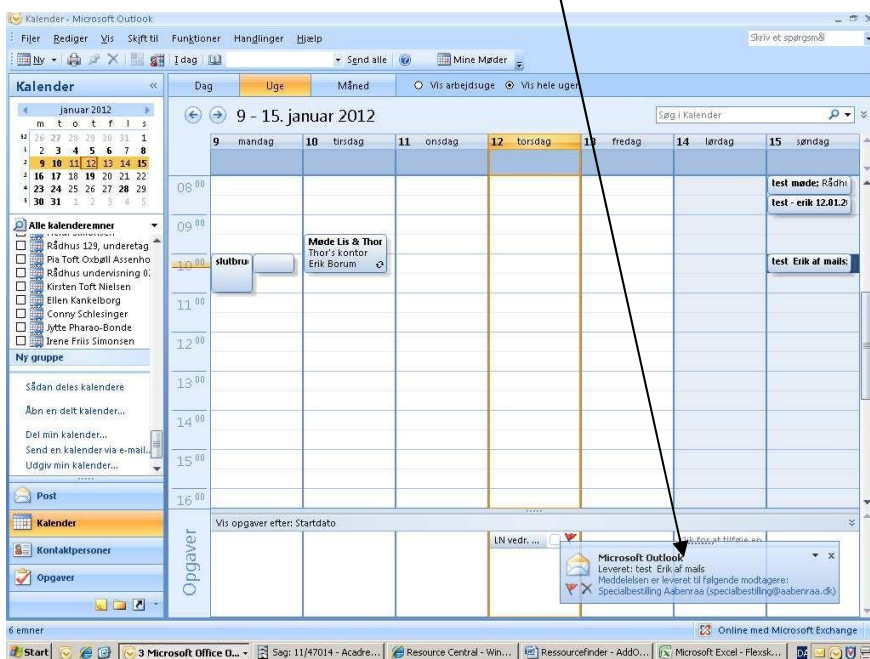 Kalender - Microsoft Outlook
Filer Rediger Vis Skift til Funktioner Handlinger Hjælp Skriv et spørgsmål
Ny I dag Send alle Mine Møder
Kalender « Dag Uge Måned Vis arbejdsuge Vis hele ugen
januar 2012
m t o t f l s
52 26 27 28 29 30 31 1
1 2 3 4 5 6 7 8
2 9 10 11 12 13 14 15
3 16 17 18 19 20 21 22
4 23 24 25 26 27 28 29
5 30 31 1 2 3 4 5
Alle kalenderemner
Rådhus 129, underetag
Pia Toft Oxbøll Assenho
Rådhus undervisning
Kirsten Toft Nielsen
Ellen Kankelborg
Conny Schlesinger
Jytte Pharao-Bonde
Irene Friis Simonsen
Ny gruppe
Sådan deles kalendere
Åbn en delt kalender...
Del min kalender...
Send en kalender via e-mail..
Udgiv min kalender...
Post
Kalender
Kontaktpersoner
Opgaver
9 - 15. januar 2012 Søg i Kalender
9 mandag 10 tirsdag 11 onsdag 12 torsdag 13 fredag 14 lørdag 15 søndag
08 00
test møde; Rådhu
test - erik 12.01.20
09 00
Møde Lis & Thor
Thor's kontor
Erik Borum
10 00
slutbru
test Erik af mails;
11 00
12 00
13 00
14 00
15 00
16 00
Opgaver
Vis opgaver efter: Startdato
LN vedr. ...
Microsoft Outlook
Leveret: test Erik af mails
Meddelelsen er leveret til følgende modtagere:
Specialbestilling Aabenraa (specialbestilling@aabenraa.dk)
6 emner Online med Microsoft Exchange
Start 3 Microsoft Office O... Sag: 11/47014 - Acadre... Resource Central - Win... Ressourcefinder - AddO... Microsoft Excel - Flexsk... DA